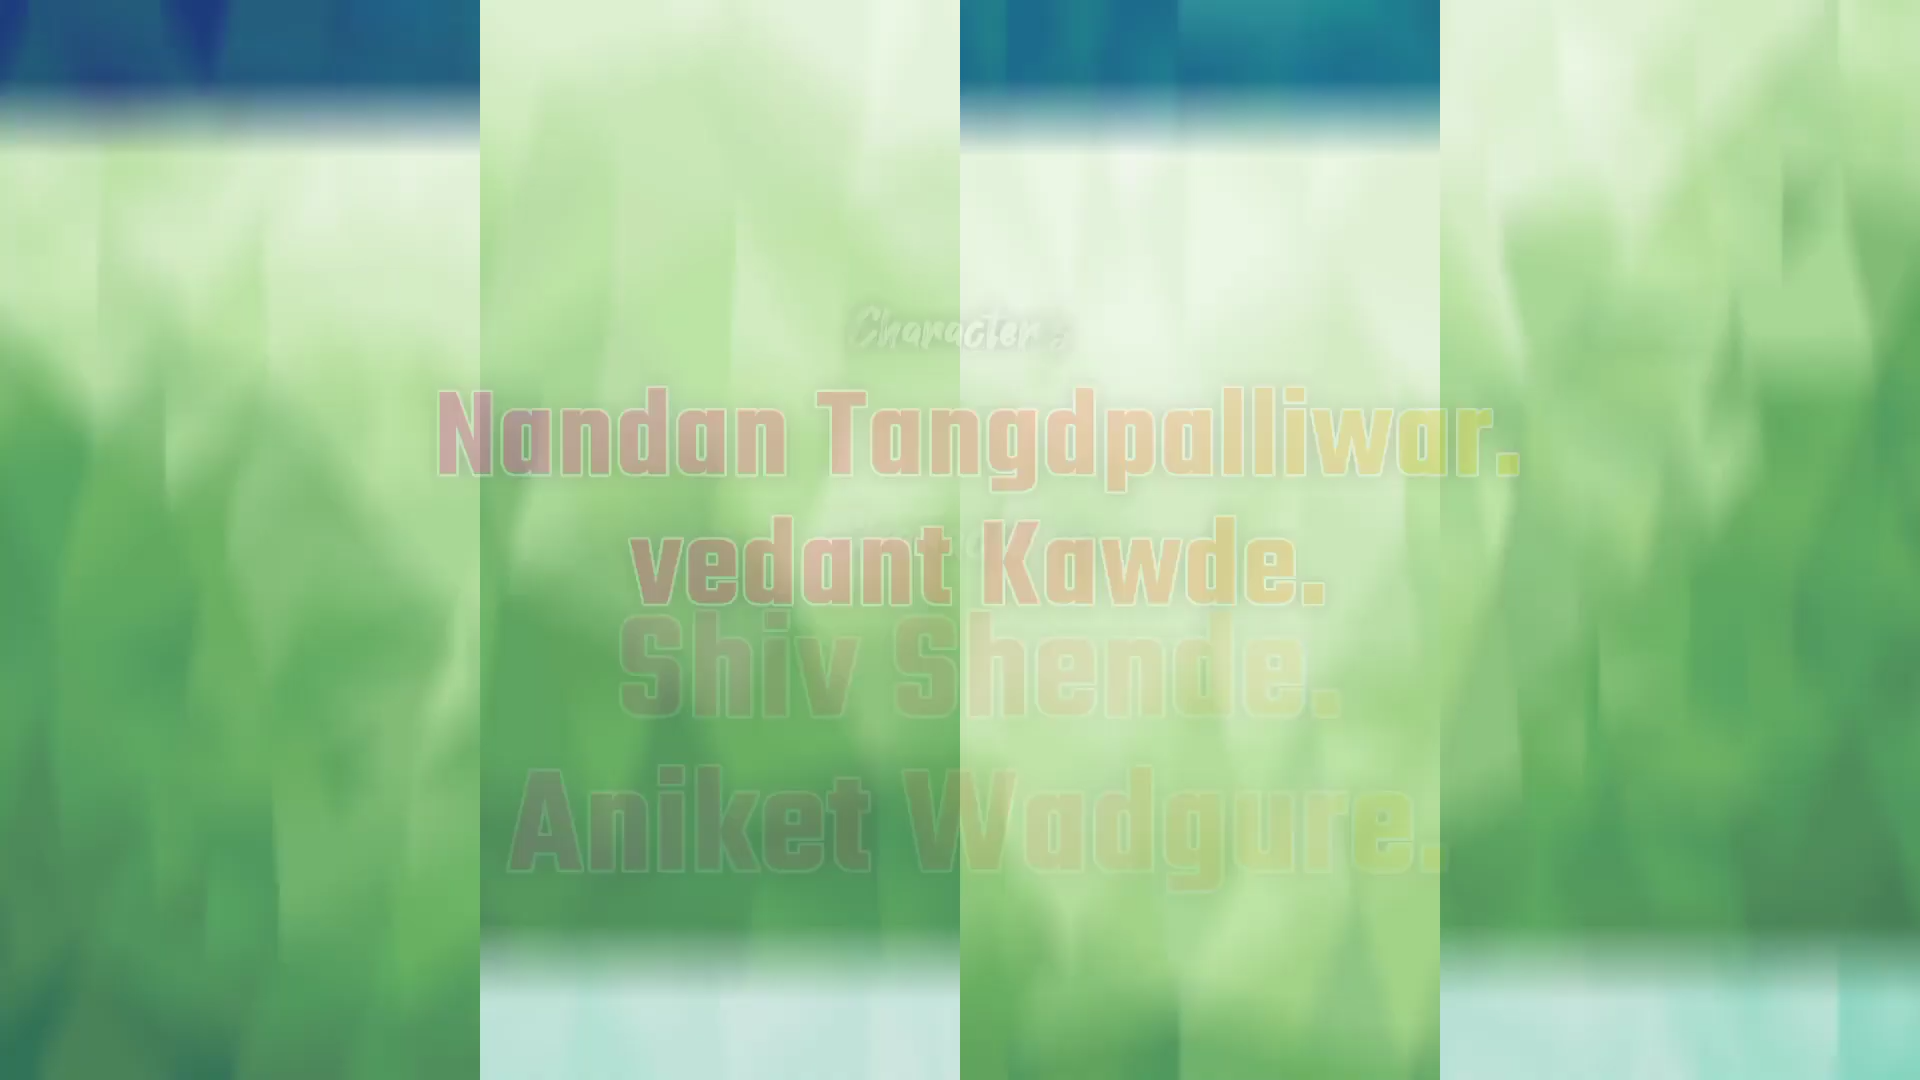 Character :
Nandan Tangdpalliwar.
vedant Kawde.
Shiv Shende.
Aniket Wadgure.